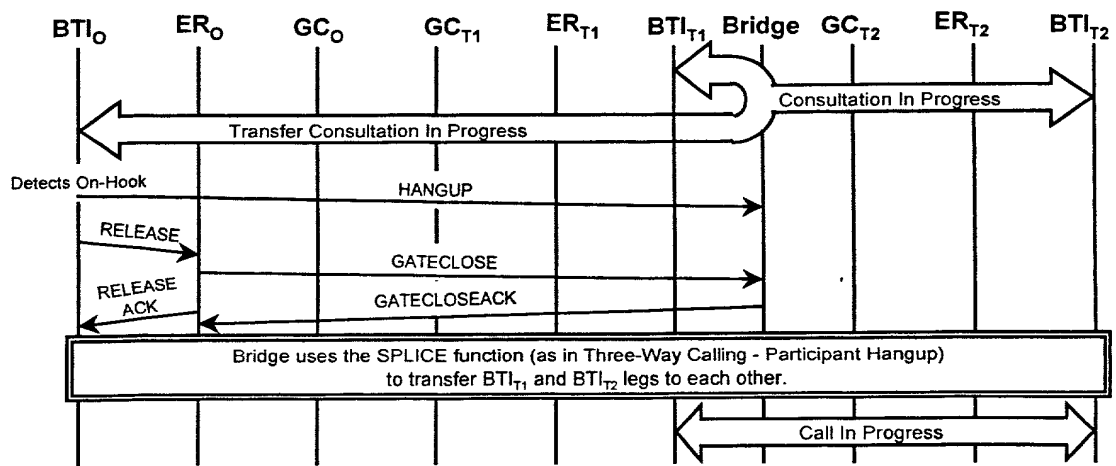 BTIO ERO GCO GCT1 ERT1 BTIT1 Bridge GCT2 ERT2 BTIT2
Consultation In Progress
Transfer Consultation In Progress
Detects On-Hook
HANGUP
RELEASE
GATECLOSE
RELEASE
ACK
GATECLOSEACK
Bridge uses the SPLICE function (as in Three-Way Calling - Participant Hangup)
to transfer BTIT1 and BTIT2 legs to each other.
Call In Progress